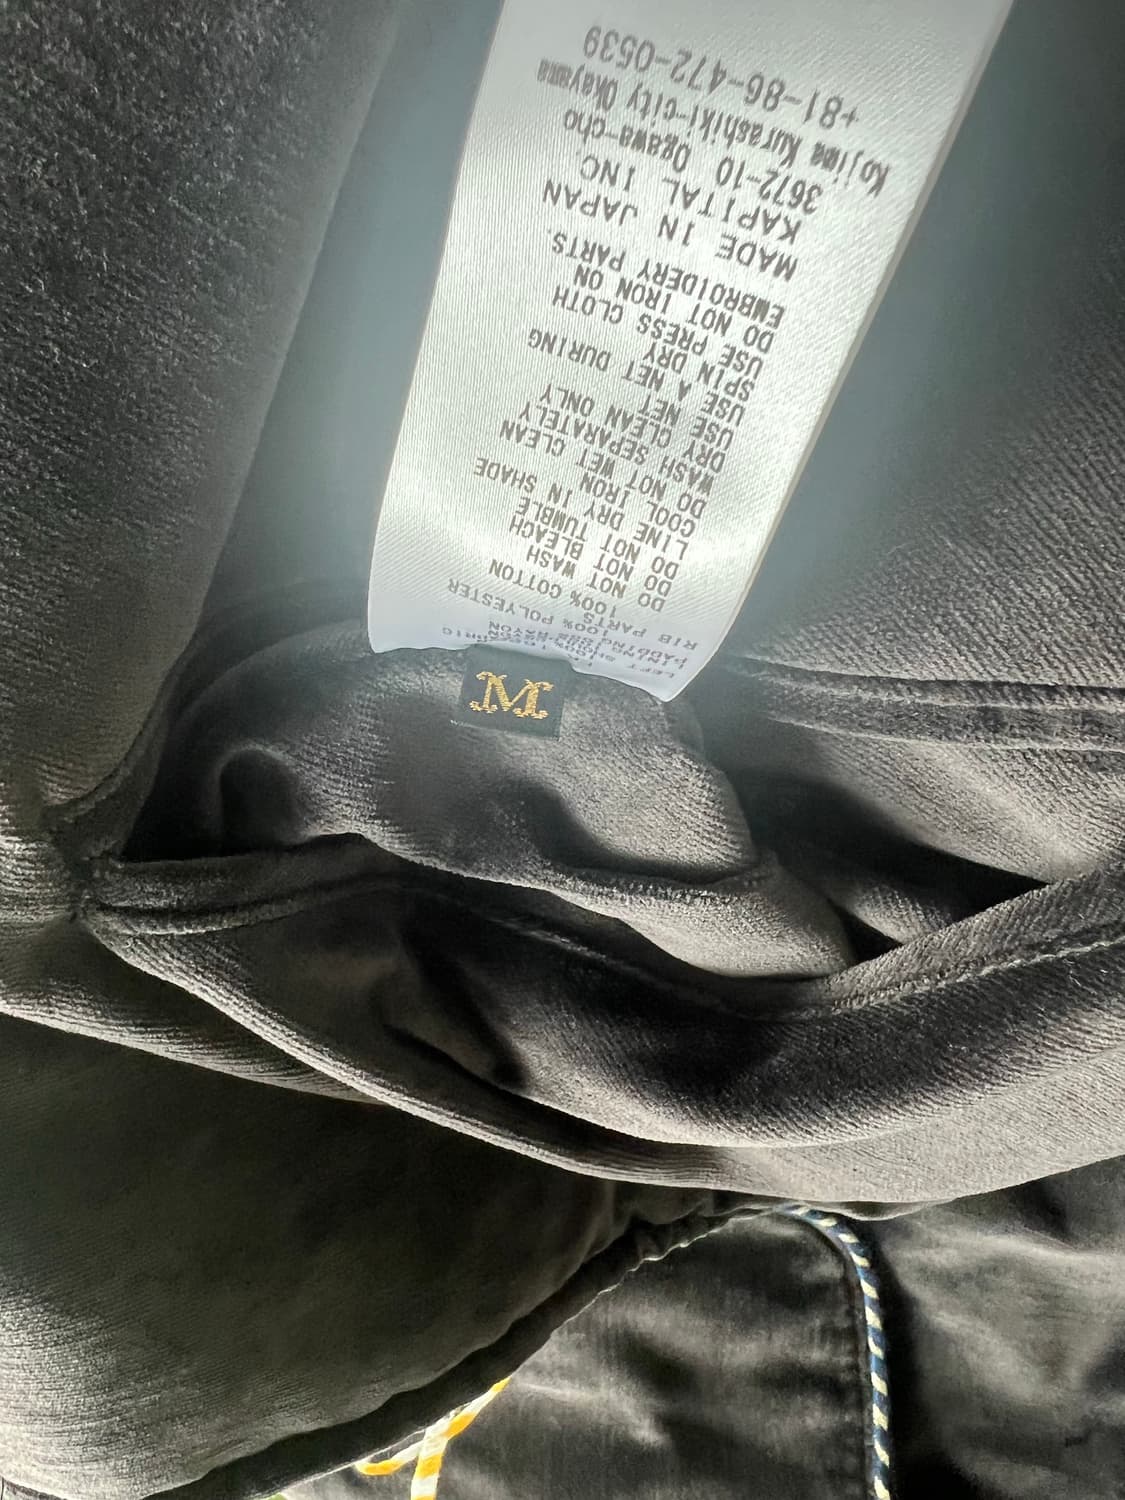 M
LEFT
LINING
PADDING
100% POLYESTER
RIB PARTS
100% COTTON
DO NOT WASH
DO NOT BLEACH
DO NOT TUMBLE
LINE DRY IN SHADE
COOL IRON
DO NOT WET CLEAN
WASH SEPARATELY
DRY CLEAN ONLY
USE NET
USE A NET DURING
SPIN DRY
USE PRESS CLOTH
DO NOT IRON ON
EMBROIDERY PARTS.
MADE IN JAPAN
KAPITAL INC.
3672-10 Ogawa-cho
Kojima Kurashiki-city Okayama
+81-86-472-0539